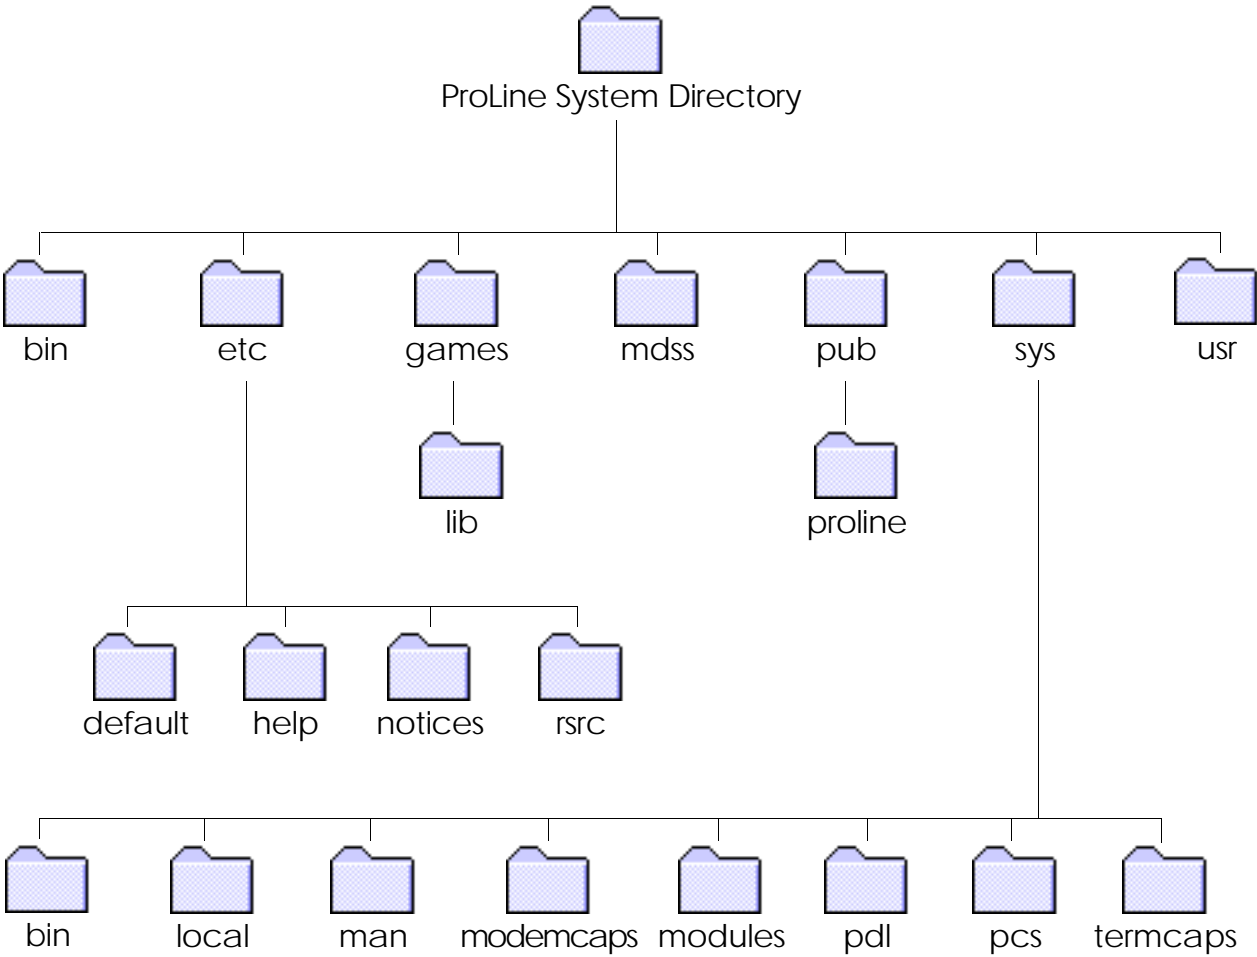 ProLine System Directory
bin
etc
games
mdss
pub
sys
usr
lib
proline
default
help
notices
rsrc
bin
local
man
modemcaps
modules
pdl
pcs
termcaps